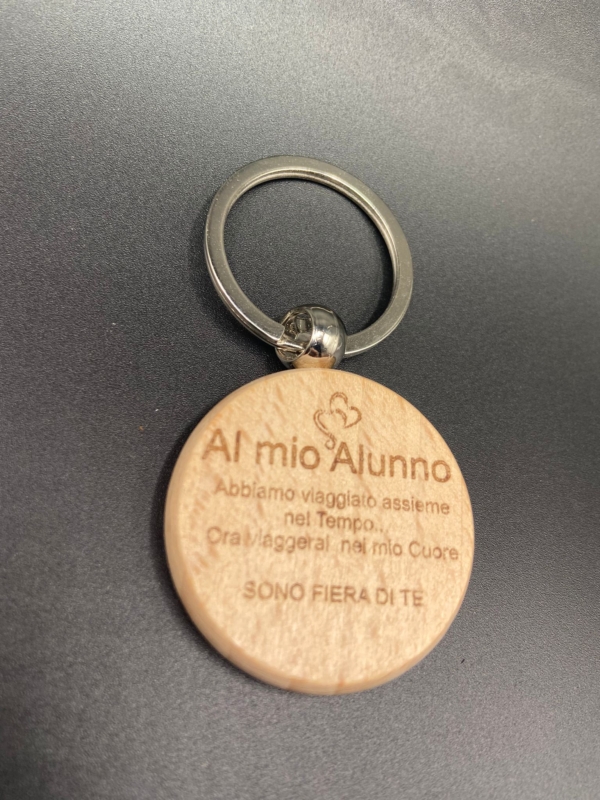 Al mio Alunno
Abbiamo viaggiato assieme
nel Tempo...
Ora viaggerai nel mio Cuore
SONO FIERA DI TE